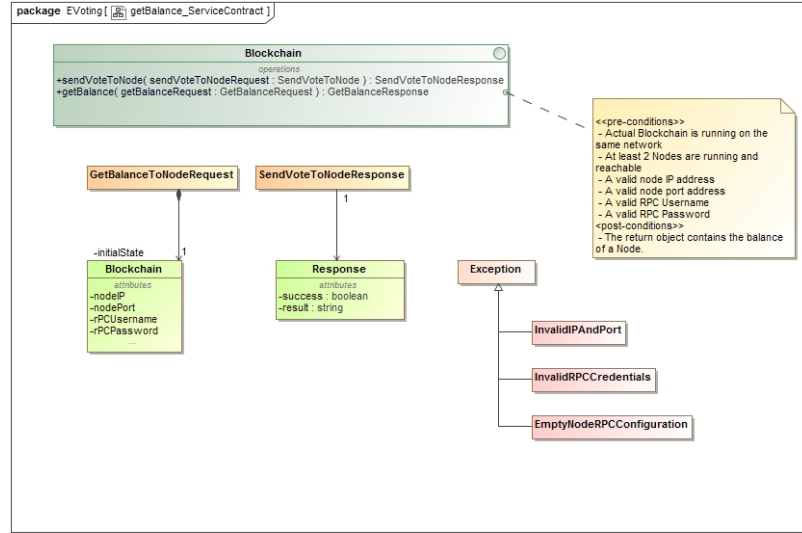 package EVoting [ getBalance_ServiceContract ]
Blockchain
operations
+sendVoteToNode( sendVoteToNodeRequest : SendVoteToNode ) : SendVoteToNodeResponse
+getBalance( getBalanceRequest : GetBalanceRequest ) : GetBalanceResponse
<<pre-conditions>>
- Actual Blockchain is running on the
same network
- At least 2 Nodes are running and
reachable
- A valid node IP address
- A valid node port address
- A valid RPC Username
- A valid RPC Password
<post-conditions>>
- The return object contains the balance
of a Node.
GetBalanceToNodeRequest
SendVoteToNodeResponse
1
-initialState
1
Blockchain
attributes
-nodeIP
-nodePort
-rPCUsername
-rPCPassword
...
Response
attributes
-success : boolean
-result : string
Exception
InvalidIPAndPort
InvalidRPCCredentials
EmptyNodeRPCConfiguration